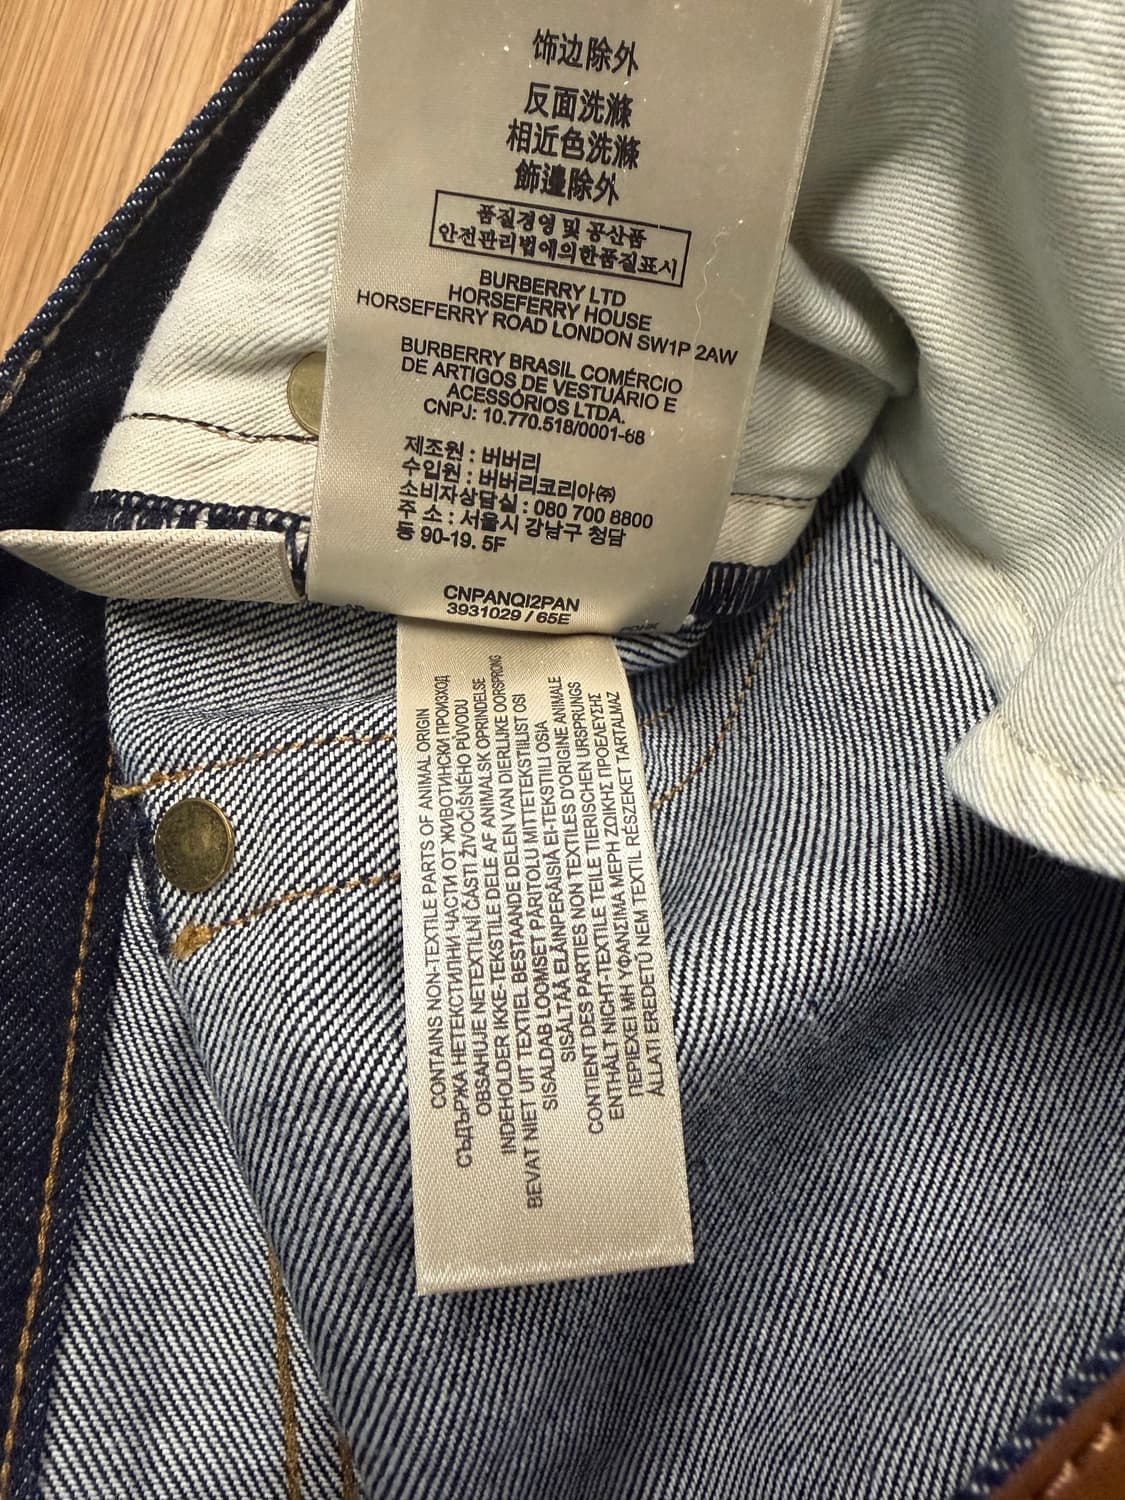 饰边除外
反面洗滌
相近色洗滌
飾邊除外
품질경영 및 공산품
안전관리법에의한품질표시
BURBERRY LTD
HORSEFERRY HOUSE
HORSEFERRY ROAD LONDON SW1P 2AW
BURBERRY BRASIL COMÉRCIO
DE ARTIGOS DE VESTUÁRIO E
ACESSÓRIOS LTDA.
CNPJ: 10.770.518/0001-68
제조원 : 버버리
수입원 : 버버리코리아㈜
소비자상담실 : 080 700 8800
주 소 : 서울시 강남구 청담
동 90-19. 5F
CNPANQI2PAN
3931029 / 65E
CONTAINS NON-TEXTILE PARTS OF ANIMAL ORIGIN
СЪДЪРЖА НЕТЕКСТИЛНИ ЧАСТИ ОТ ЖИВОТИНСКИ ПРОИЗХОД
OBSAHUJE NETEXTILNÍ ČÁSTI ŽIVOČIŠNÉHO PŮVODU
INDEHOLDER IKKE-TEKSTILE DELE AF ANIMALSK OPRINDELSE
BEVAT NIET UIT TEXTIEL BESTAANDE DELEN VAN DIERLIJKE OORSPRONG
SISALDAB LOOMSET PÄRITOLU MITTETEKSTIILIST OSI
SISÄLTÄÄ ELÄINPERÄISIA EI-TEKSTIILI OSIA
CONTIENT DES PARTIES NON TEXTILES D'ORIGINE ANIMALE
ENTHÄLT NICHT-TEXTILE TEILE TIERISCHEN URSPRUNGS
ΠΕΡΙΕΧΕΙ ΜΗ ΥΦΑΝΣΙΜΑ ΜΕΡΗ ΖΩΙΚΗΣ ΠΡΟΕΛΕΥΣΗΣ
ÁLLATI EREDETŰ NEM TEXTIL RÉSZEKET TARTALMAZ